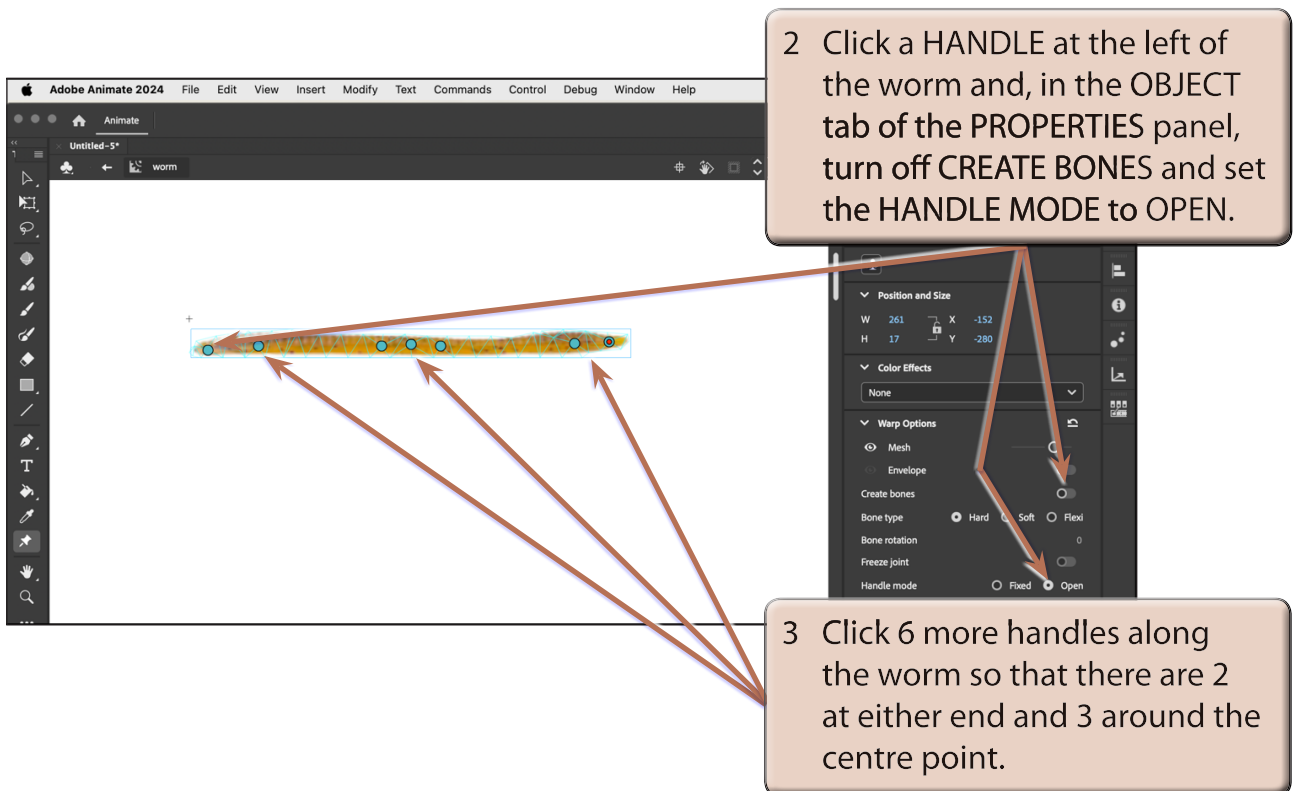 2 Click a HANDLE at the left of
the worm and, in the OBJECT
tab of the PROPERTIES panel,
turn off CREATE BONES and set
the HANDLE MODE to OPEN.
Adobe Animate 2024 File Edit View Insert Modify Text Commands Control Debug Window Help
Animate
Untitled-5*
worm
Position and Size
W 261 X -152
H 17 Y -280
Color Effects
None
Warp Options
Mesh
Envelope
Create bones
Bone type Hard Soft Flexi
Bone rotation 0
Freeze joint
Handle mode Fixed Open
3 Click 6 more handles along
the worm so that there are 2
at either end and 3 around the
centre point.